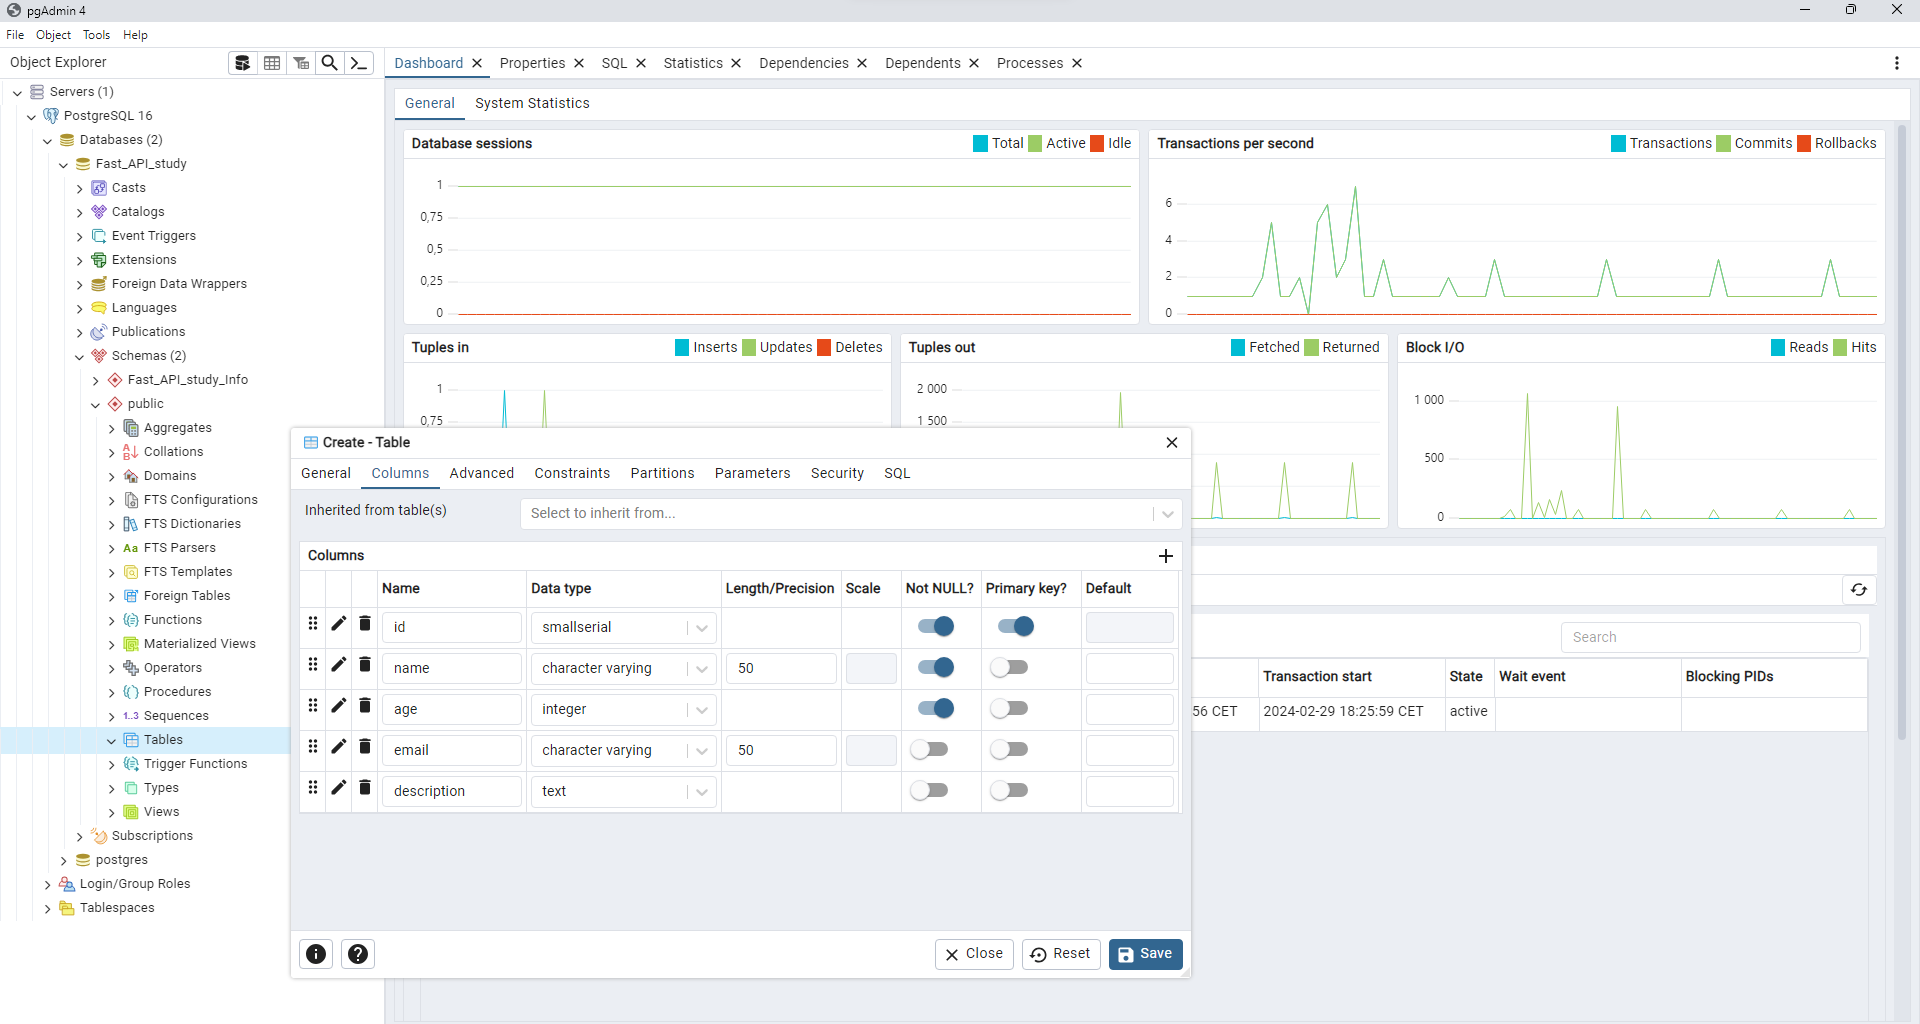 pgAdmin 4
File Object Tools Help
Object Explorer
Dashboard Properties SQL Statistics Dependencies Dependents Processes
Servers (1)
PostgreSQL 16
Databases (2)
Fast_API_study
Casts
Catalogs
Event Triggers
Extensions
Foreign Data Wrappers
Languages
Publications
Schemas (2)
Fast_API_study_Info
public
Aggregates
Collations
Domains
FTS Configurations
FTS Dictionaries
Aa FTS Parsers
FTS Templates
Foreign Tables
Functions
Materialized Views
Operators
Procedures
1..3 Sequences
Tables
Trigger Functions
Types
Views
Subscriptions
postgres
Login/Group Roles
Tablespaces
General System Statistics
Database sessions Total Active Idle
1
0,75
0,5
0,25
0
Transactions per second Transactions Commits Rollbacks
6
4
2
0
Tuples in Inserts Updates Deletes
1
0,75
Tuples out Fetched Returned
2 000
1 500
Block I/O Reads Hits
1 000
500
0
Search
Transaction start State Wait event Blocking PIDs
56 CET 2024-02-29 18:25:59 CET active
Create - Table
General Columns Advanced Constraints Partitions Parameters Security SQL
Inherited from table(s) Select to inherit from...
Columns
Name Data type Length/Precision Scale Not NULL? Primary key? Default
id smallserial
name character varying 50
age integer
email character varying 50
description text
Close Reset Save